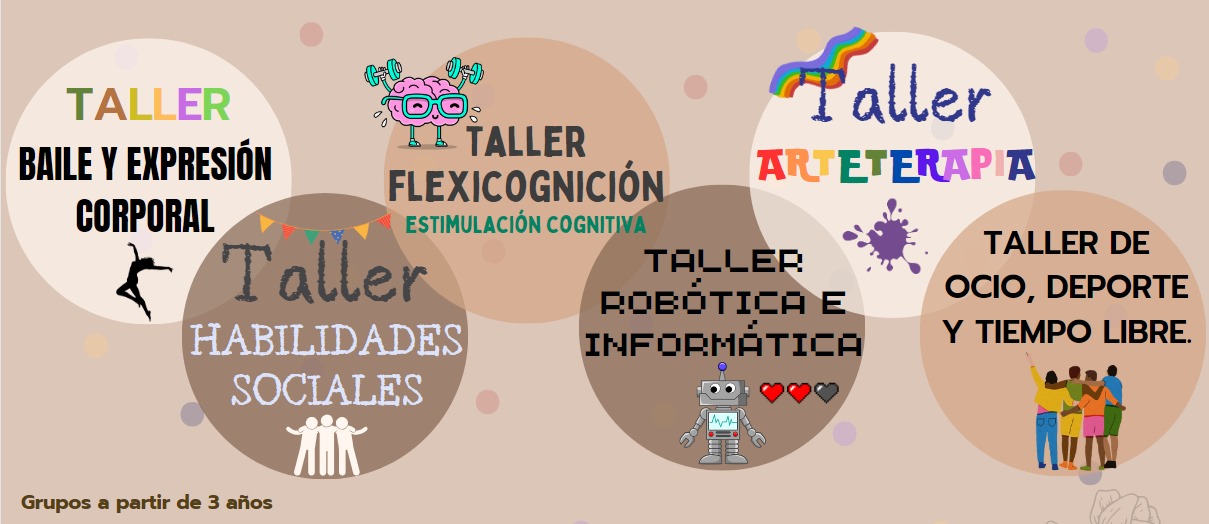 TALLER
BAILE Y EXPRESIÓN
CORPORAL
Taller
HABILIDADES
SOCIALES
TALLER
FLEXICOGNICIÓN
ESTIMULACIÓN COGNITIVA
TALLER
ROBÓTICA E
INFORMÁTICA
Taller
ARTETERAPIA
TALLER DE
OCIO, DEPORTE
Y TIEMPO LIBRE.
Grupos a partir de 3 años